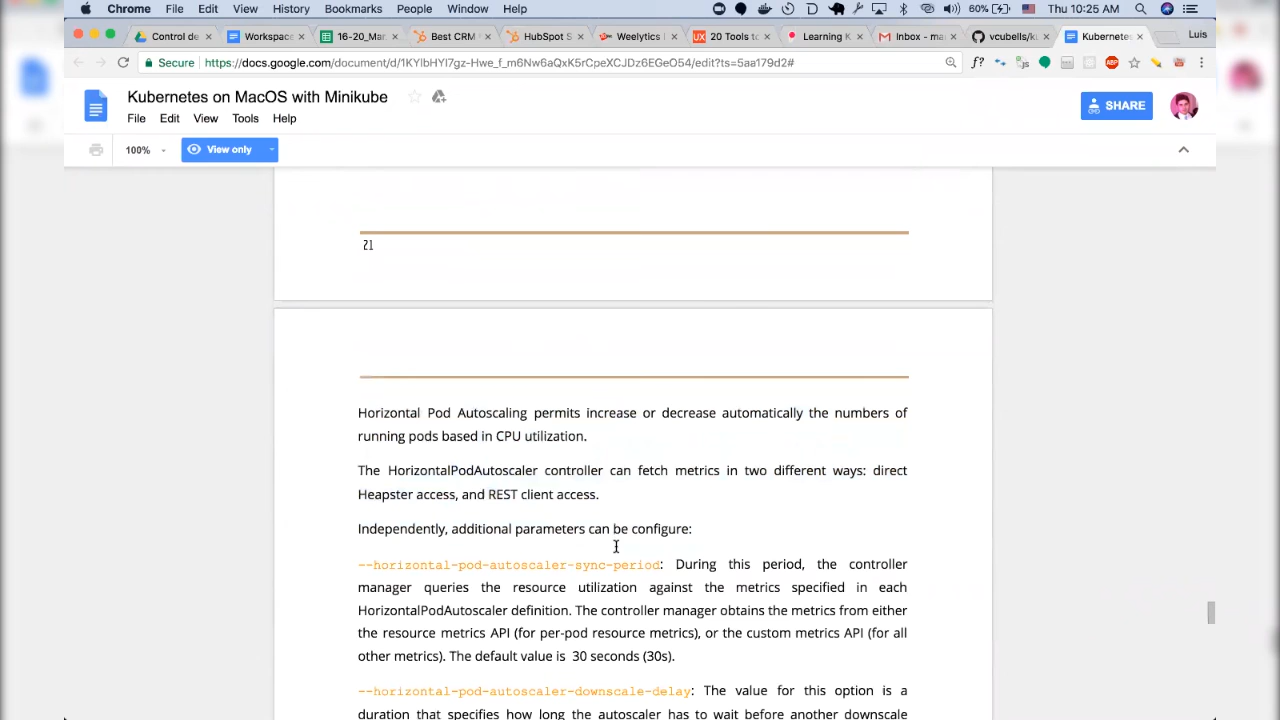 Chrome File Edit View History Bookmarks People Window Help 60% Thu 10:25 AM
Control de Workspac 16-20_Mar Best CRM HubSpot S Weelytics UX 20 Tools to Learning K Inbox - ma vcubells/ku Kubernete Luis
Secure https://docs.google.com/document/d/1KYlbHYI7gz-Hwe_f_m6Nw6aQxK5rCpeXCJDz6EGeO54/edit?ts=5aa179d2# f? ABP
Kubernetes on MacOS with Minikube
File Edit View Tools Help
SHARE
100% View only
21
Horizontal Pod Autoscaling permits increase or decrease automatically the numbers of
running pods based in CPU utilization.
The HorizontalPodAutoscaler controller can fetch metrics in two different ways: direct
Heapster access, and REST client access.
Independently, additional parameters can be configure:
--horizontal-pod-autoscaler-sync-period: During this period, the controller
manager queries the resource utilization against the metrics specified in each
HorizontalPodAutoscaler definition. The controller manager obtains the metrics from either
the resource metrics API (for per-pod resource metrics), or the custom metrics API (for all
other metrics). The default value is 30 seconds (30s).
--horizontal-pod-autoscaler-downscale-delay: The value for this option is a
duration that specifies how long the autoscaler has to wait before another downscale